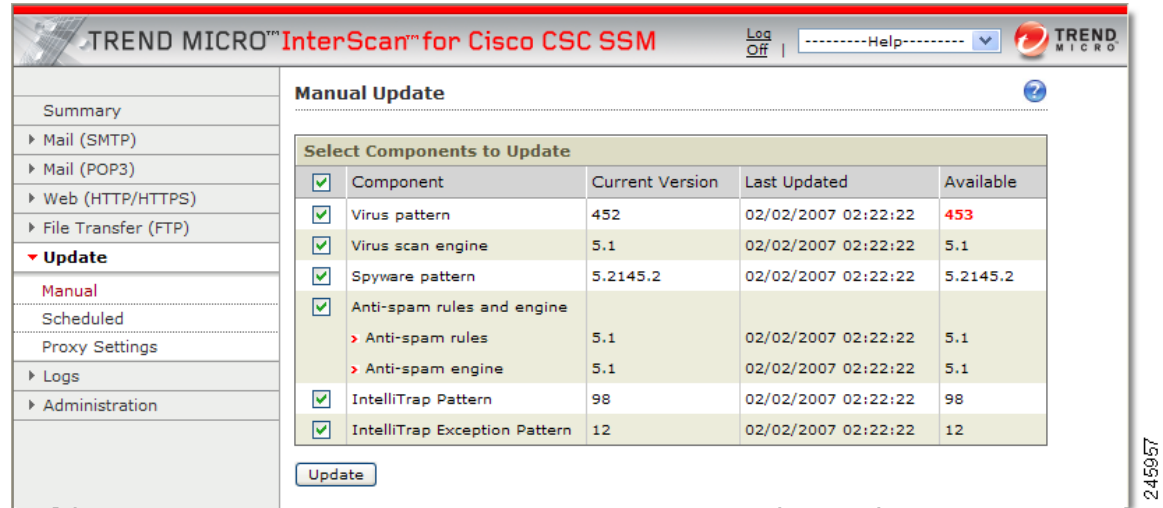 TREND MICRO™ InterScan™ for Cisco CSC SSM
Log Off | ---------Help---------
TREND MICRO
Summary
Mail (SMTP)
Mail (POP3)
Web (HTTP/HTTPS)
File Transfer (FTP)
Update
Manual
Scheduled
Proxy Settings
Logs
Administration
Manual Update
?
Select Components to Update
Component Current Version Last Updated Available
Virus pattern 452 02/02/2007 02:22:22 453
Virus scan engine 5.1 02/02/2007 02:22:22 5.1
Spyware pattern 5.2145.2 02/02/2007 02:22:22 5.2145.2
Anti-spam rules and engine
Anti-spam rules 5.1 02/02/2007 02:22:22 5.1
Anti-spam engine 5.1 02/02/2007 02:22:22 5.1
IntelliTrap Pattern 98 02/02/2007 02:22:22 98
IntelliTrap Exception Pattern 12 02/02/2007 02:22:22 12
Update
245957